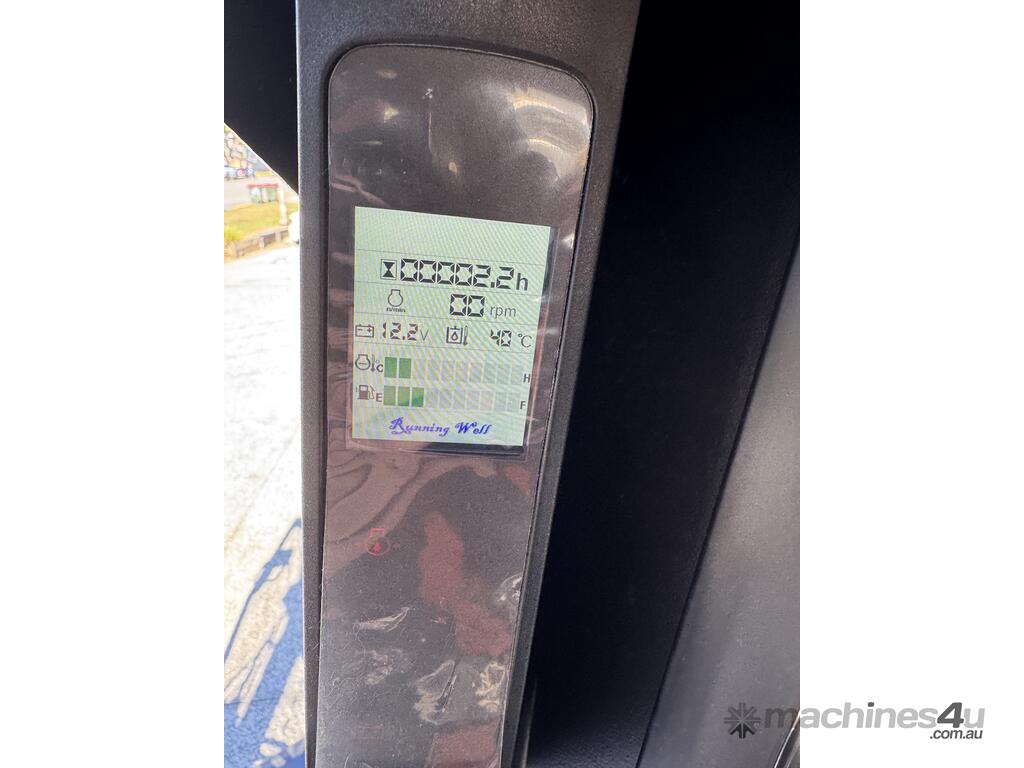 00002.2h
n/min 00 rpm
12.2V 40 °C
°C H
E F
Running Well
machines4u
.com.au